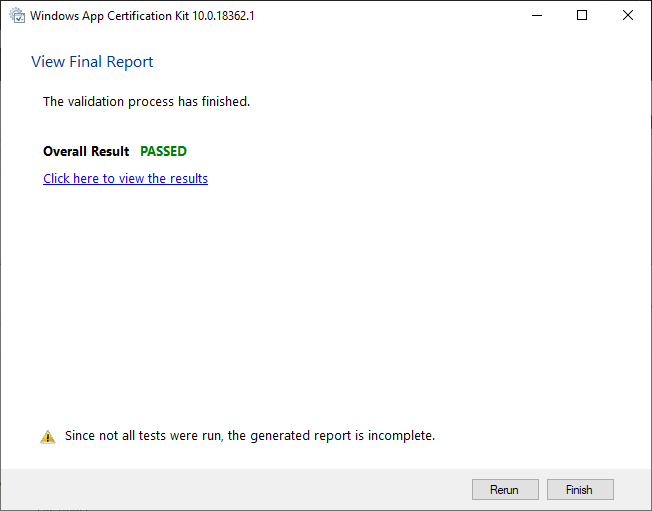 Windows App Certification Kit 10.0.18362.1
View Final Report
The validation process has finished.
Overall Result PASSED
Click here to view the results
Since not all tests were run, the generated report is incomplete.
Rerun Finish